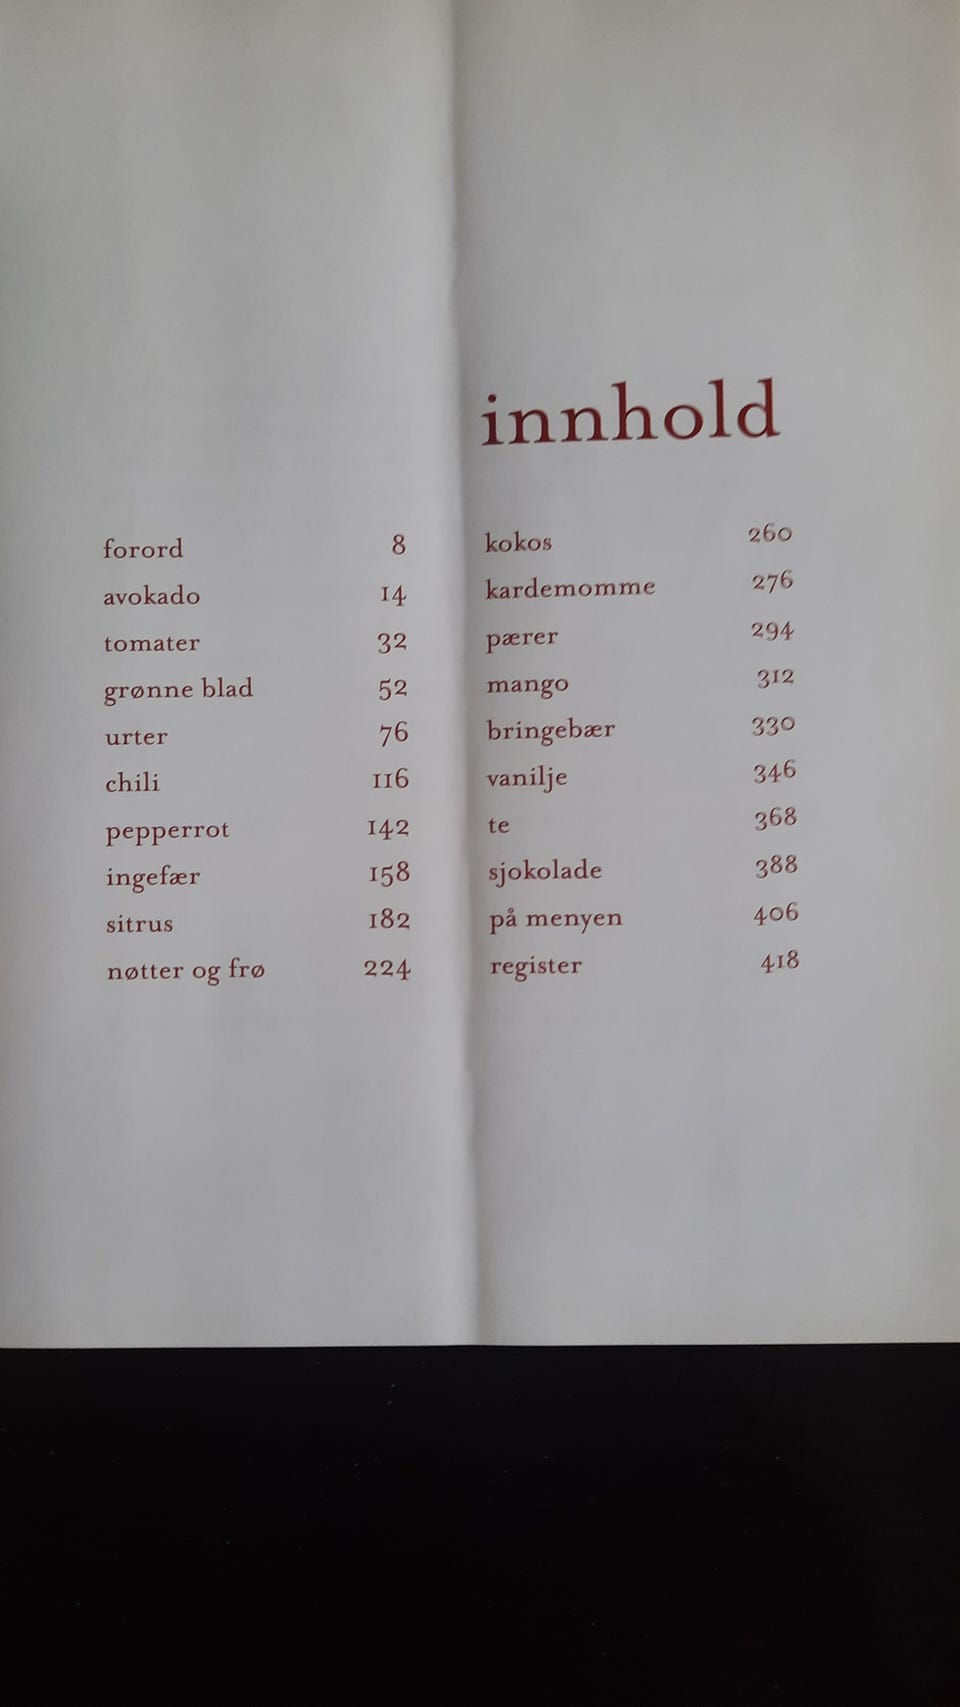 innhold
forord 8
avokado 14
tomater 32
grønne blad 52
urter 76
chili 116
pepperrot 142
ingefær 158
sitrus 182
nøtter og frø 224
kokos 260
kardemomme 276
pærer 294
mango 312
bringebær 330
vanilje 346
te 368
sjokolade 388
på menyen 406
register 418